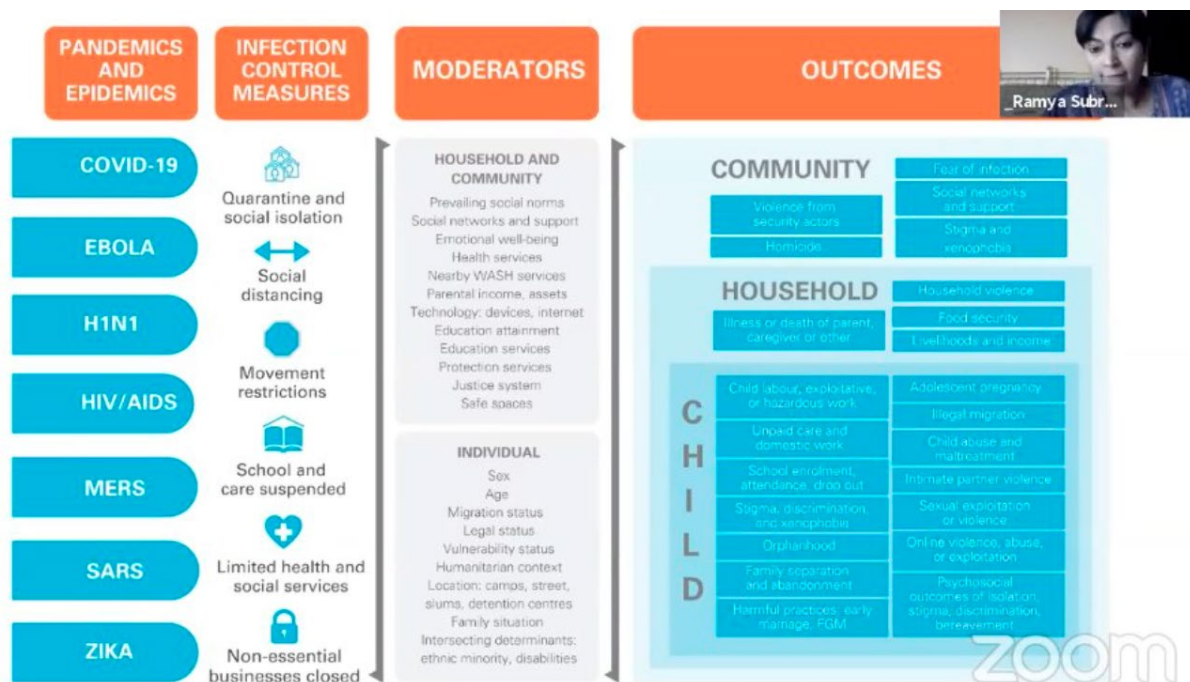 PANDEMICS
AND
EPIDEMICS
COVID-19
EBOLA
H1N1
HIV/AIDS
MERS
SARS
ZIKA
INFECTION
CONTROL
MEASURES
Quarantine and
social isolation
Social
distancing
Movement
restrictions
School and
care suspended
Limited health and
social services
Non-essential
businesses closed
MODERATORS
HOUSEHOLD AND
COMMUNITY
Prevailing social norms
Social networks and support
Emotional well-being
Health services
Nearby WASH services
Parental income, assets
Technology: devices, internet
Education attainment
Education services
Protection services
Justice system
Safe spaces
INDIVIDUAL
Sex
Age
Migration status
Legal status
Vulnerability status
Humanitarian context
Location: camps, street,
slums, detention centres
Family situation
Intersecting determinants:
ethnic minority, disabilities
OUTCOMES
_Ramya Subr...
COMMUNITY
Violence from
security actors
Homicide
Fear of infection
Social networks
and support
Stigma and
xenophobia
HOUSEHOLD
Illness or death of parent,
caregiver or other
Household violence
Food security
Livelihoods and income
CHILD
Child labour, exploitative,
or hazardous work
Unpaid care and
domestic work
School enrolment,
attendance, drop out
Stigma, discrimination,
and xenophobia
Orphanhood
Family separation
and abandonment
Harmful practices: early
marriage, FGM
Adolescent pregnancy
Illegal migration
Child abuse and
maltreatment
Intimate partner violence
Sexual exploitation
or violence
Online violence, abuse,
or exploitation
Psychosocial
outcomes of isolation,
stigma, discrimination,
bereavement
zoom